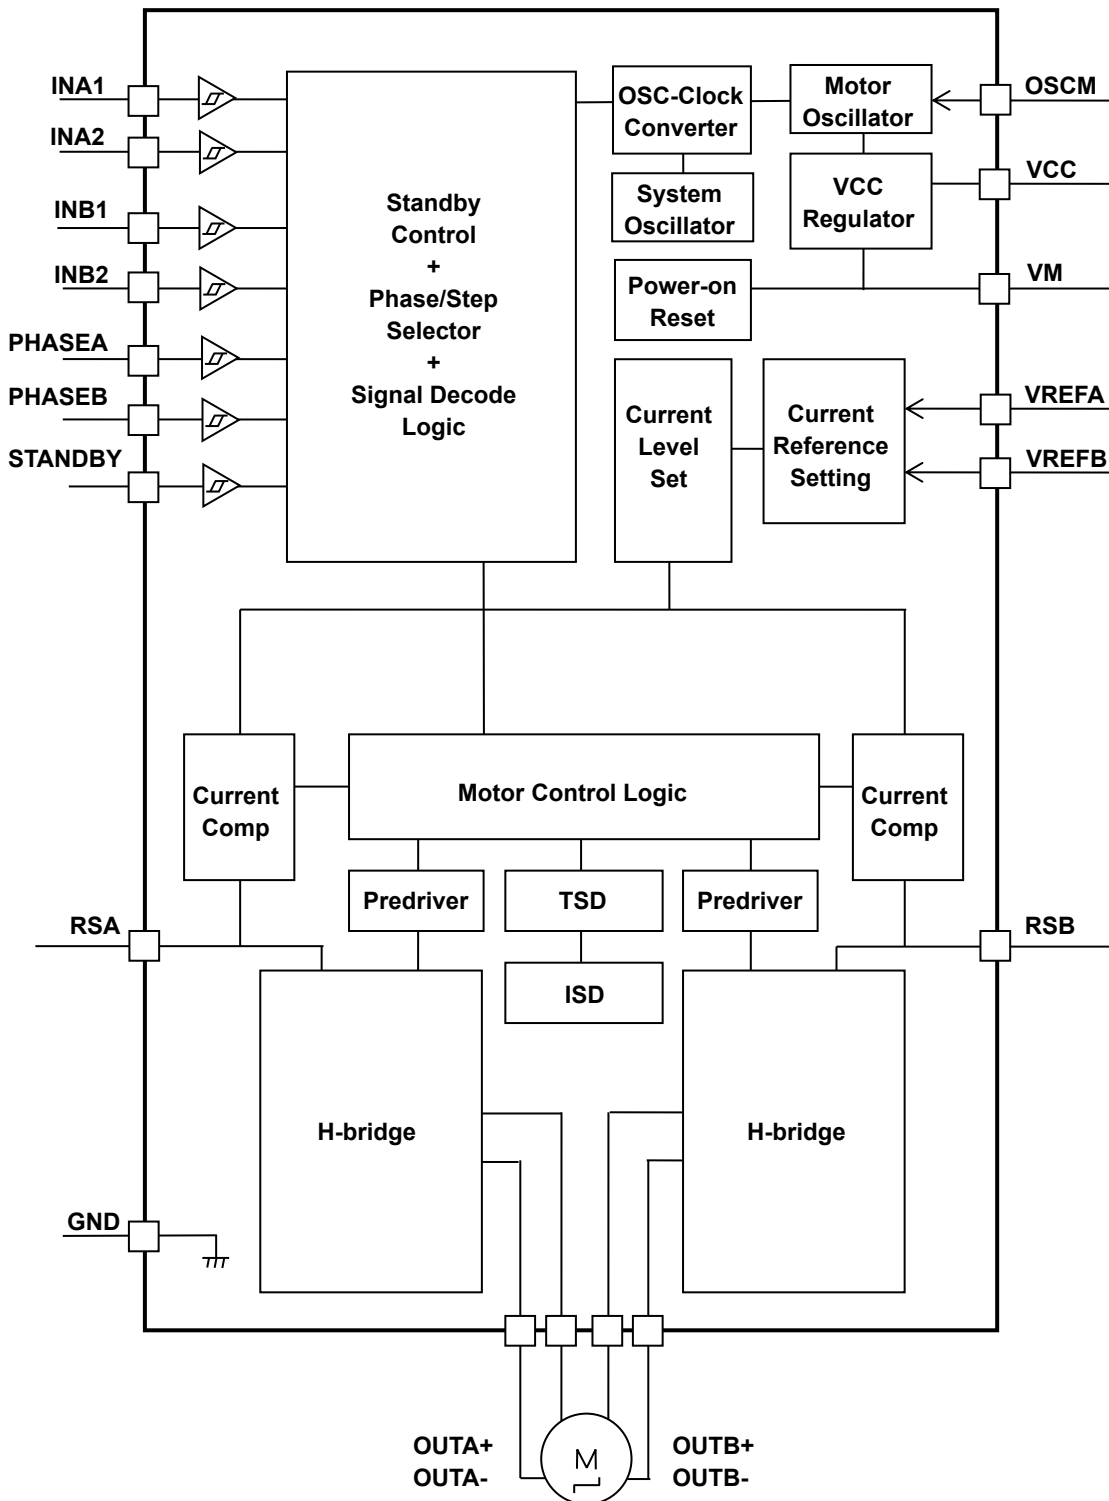 INA1
INA2
INB1
INB2
PHASEA
PHASEB
STANDBY
Standby
Control
+
Phase/Step
Selector
+
Signal Decode
Logic
OSC-Clock
Converter
Motor
Oscillator
OSCM
System
Oscillator
VCC
Regulator
VCC
Power-on
Reset
VM
Current
Level
Set
Current
Reference
Setting
VREFA
VREFB
Current
Comp
Motor Control Logic
Current
Comp
Predriver
TSD
Predriver
RSA
RSB
ISD
H-bridge
H-bridge
GND
OUTA+
OUTA-
M
OUTB+
OUTB-